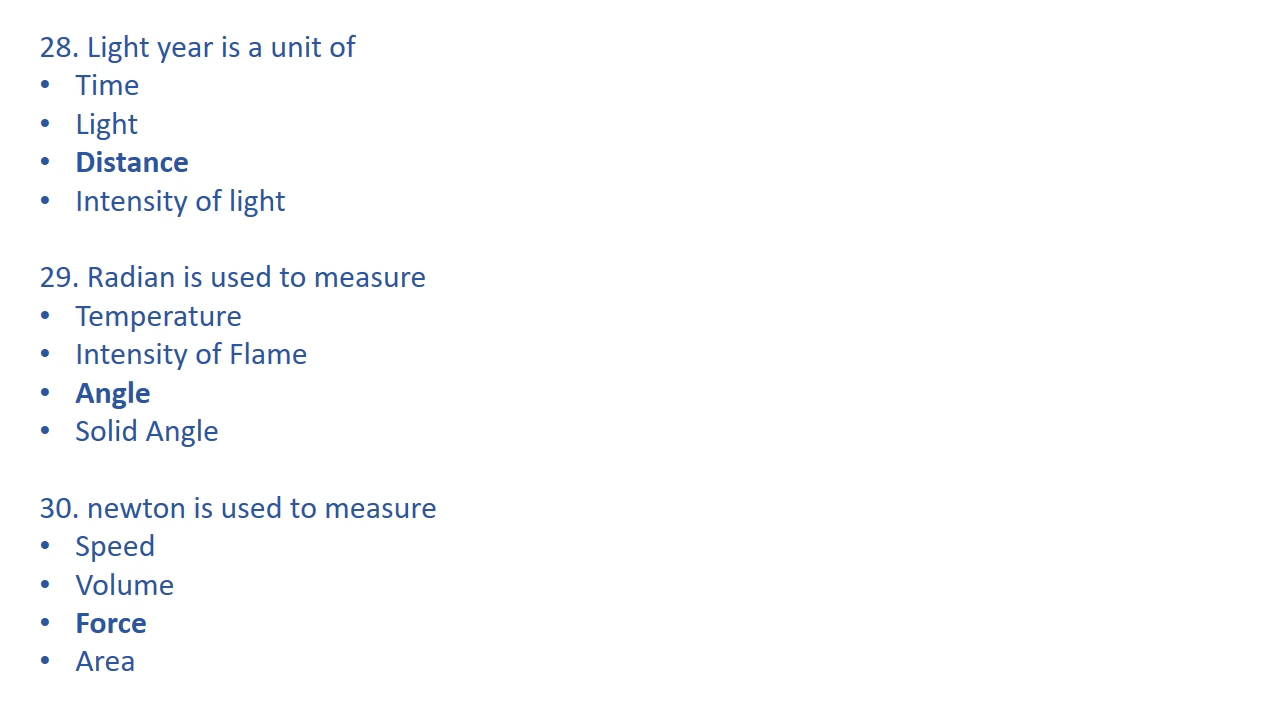 28. Light year is a unit of
• Time
• Light
• Distance
• Intensity of light
29. Radian is used to measure
• Temperature
• Intensity of Flame
• Angle
• Solid Angle
30. newton is used to measure
• Speed
• Volume
• Force
• Area